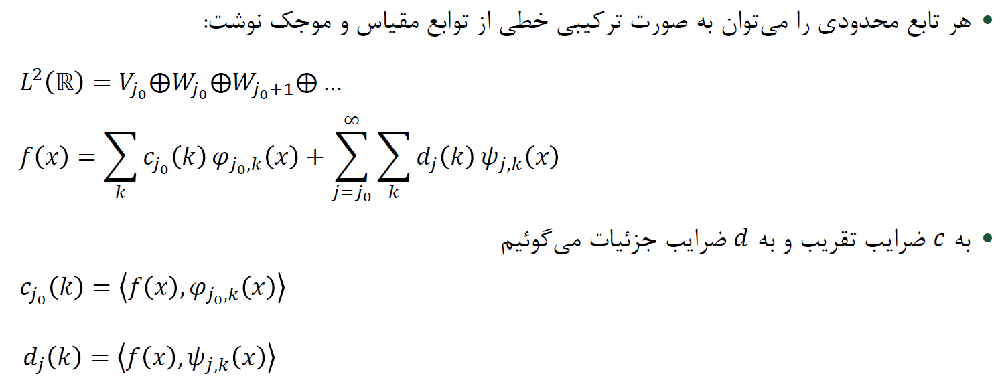 • هر تابع محدودی را می‌توان به صورت ترکیبی خطی از توابع مقیاس و موجک نوشت:
$L^2(\mathbb{R}) = V_{j_0} \oplus W_{j_0} \oplus W_{j_0+1} \oplus \ldots$
$f(x) = \sum_{k} c_{j_0}(k)\, \varphi_{j_0,k}(x) + \sum_{j=j_0}^{\infty} \sum_{k} d_j(k)\, \psi_{j,k}(x)$
• به $c$ ضرایب تقریب و به $d$ ضرایب جزئیات می‌گوئیم
$c_{j_0}(k) = \langle f(x), \varphi_{j_0,k}(x) \rangle$
$d_j(k) = \langle f(x), \psi_{j,k}(x) \rangle$